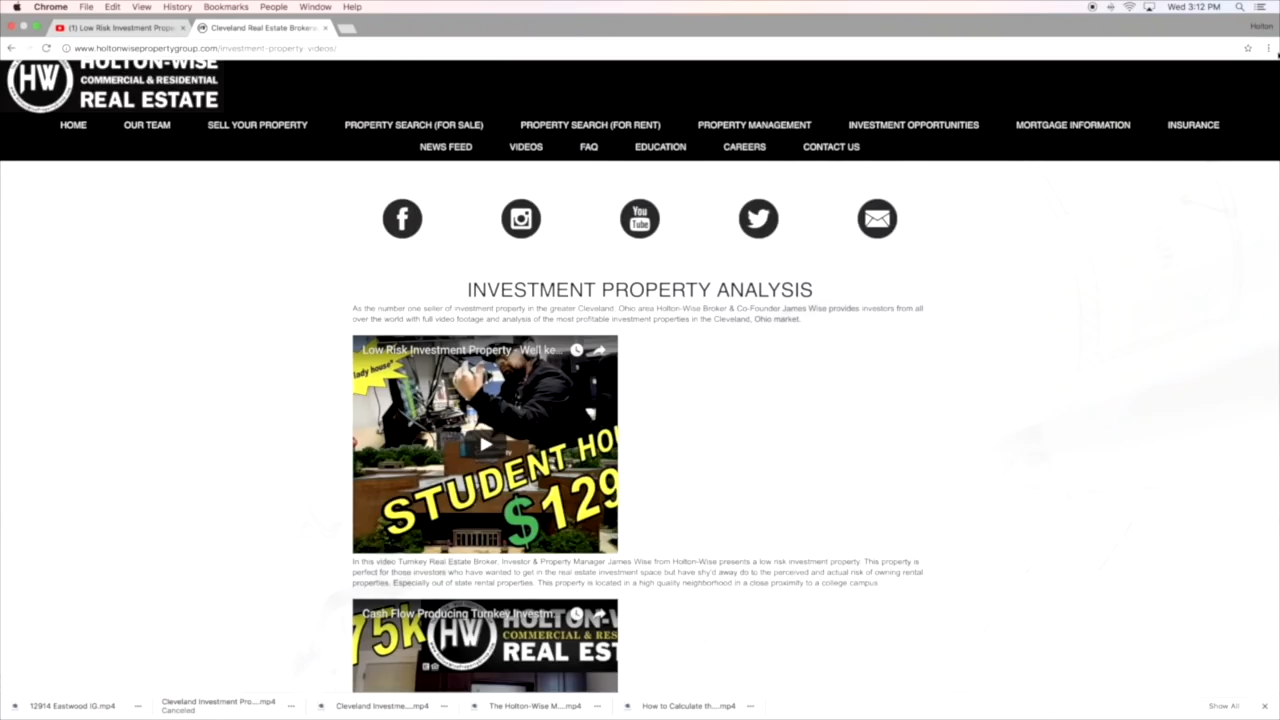 Chrome File Edit View History Bookmarks People Window Help Wed 3:12 PM
(1) Low Risk Investment Prope Cleveland Real Estate Brokers Holton
www.holtonwisepropertygroup.com/investment-property-videos/
HW
HOLTON-WISE
COMMERCIAL & RESIDENTIAL
REAL ESTATE
HOME OUR TEAM SELL YOUR PROPERTY PROPERTY SEARCH (FOR SALE) PROPERTY SEARCH (FOR RENT) PROPERTY MANAGEMENT INVESTMENT OPPORTUNITIES MORTGAGE INFORMATION INSURANCE
NEWS FEED VIDEOS FAQ EDUCATION CAREERS CONTACT US
You
Tube
INVESTMENT PROPERTY ANALYSIS
As the number one seller of investment property in the greater Cleveland, Ohio area Holton-Wise Broker & Co-Founder James Wise provides investors from all
over the world with full video footage and analysis of the most profitable investment properties in the Cleveland, Ohio market.
Low Risk Investment Property - Well ke...
lady house"
STUDENT HOU
$129
In this video Turnkey Real Estate Broker, Investor & Property Manager James Wise from Holton-Wise presents a low risk investment property. This property is
perfect for those investors who have wanted to get in the real estate investment space but have shy'd away do to the perceived and actual risk of owning rental
properties. Especially out of state rental properties. This property is located in a high quality neighborhood in a close proximity to a college campus
Cash Flow Producing Turnkey Investm...
75k
HW
HOLTON-W
COMMERCIAL & RES
REAL EST
12914 Eastwood IG.mp4 Cleveland Investment Pro....mp4 Cleveland Investme....mp4 The Holton-Wise M....mp4 How to Calculate th....mp4 Show All
Canceled